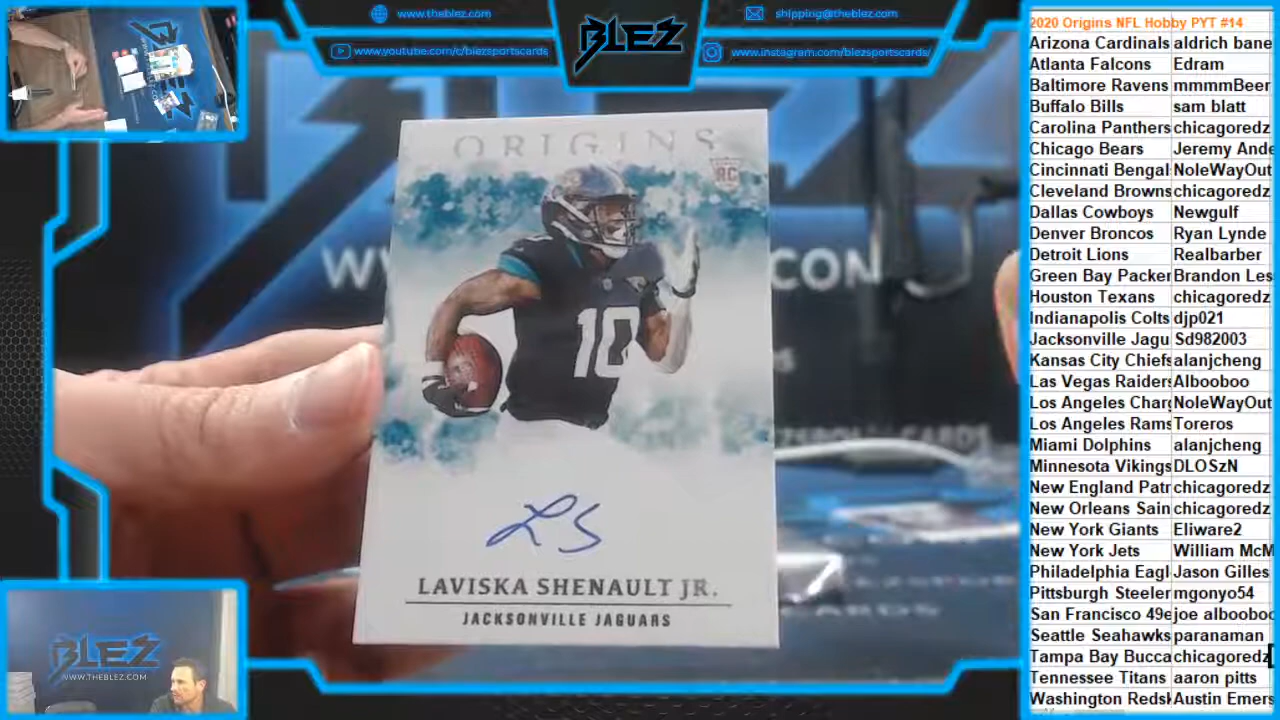 www.theblez.com
shipping@theblez.com
www.youtube.com/c/blezsportscards
BLEZ
www.instagram.com/blezsportscards/
2020 Origins NFL Hobby PYT #14
Arizona Cardinals aldrich bane
Atlanta Falcons Edram
Baltimore Ravens mmmmBeer
Buffalo Bills sam blatt
Carolina Panthers chicagoredz
Chicago Bears Jeremy Ande
Cincinnati Bengal NoleWayOut
Cleveland Browns chicagoredz
Dallas Cowboys Newgulf
Denver Broncos Ryan Lynde
Detroit Lions Realbarber
Green Bay Packer Brandon Les
Houston Texans chicagoredz
Indianapolis Colts djp021
Jacksonville Jagu Sd982003
Kansas City Chiefs alanjcheng
Las Vegas Raiders Albooboo
Los Angeles Charg NoleWayOut
Los Angeles Rams Toreros
Miami Dolphins alanjcheng
Minnesota Vikings DLOSzN
New England Patr chicagoredz
New Orleans Sain chicagoredz
New York Giants Eliware2
New York Jets William McM
Philadelphia Eagl Jason Gilles
Pittsburgh Steeler mgonyo54
San Francisco 49e joe albooboo
Seattle Seahawks paranaman
Tampa Bay Bucca chicagoredz
Tennessee Titans aaron pitts
Washington Redsk Austin Emers
ORIGINS
RC
10
10
LS
LAVISKA SHENAULT JR.
JACKSONVILLE JAGUARS
BLEZ
WWW.THEBLEZ.COM